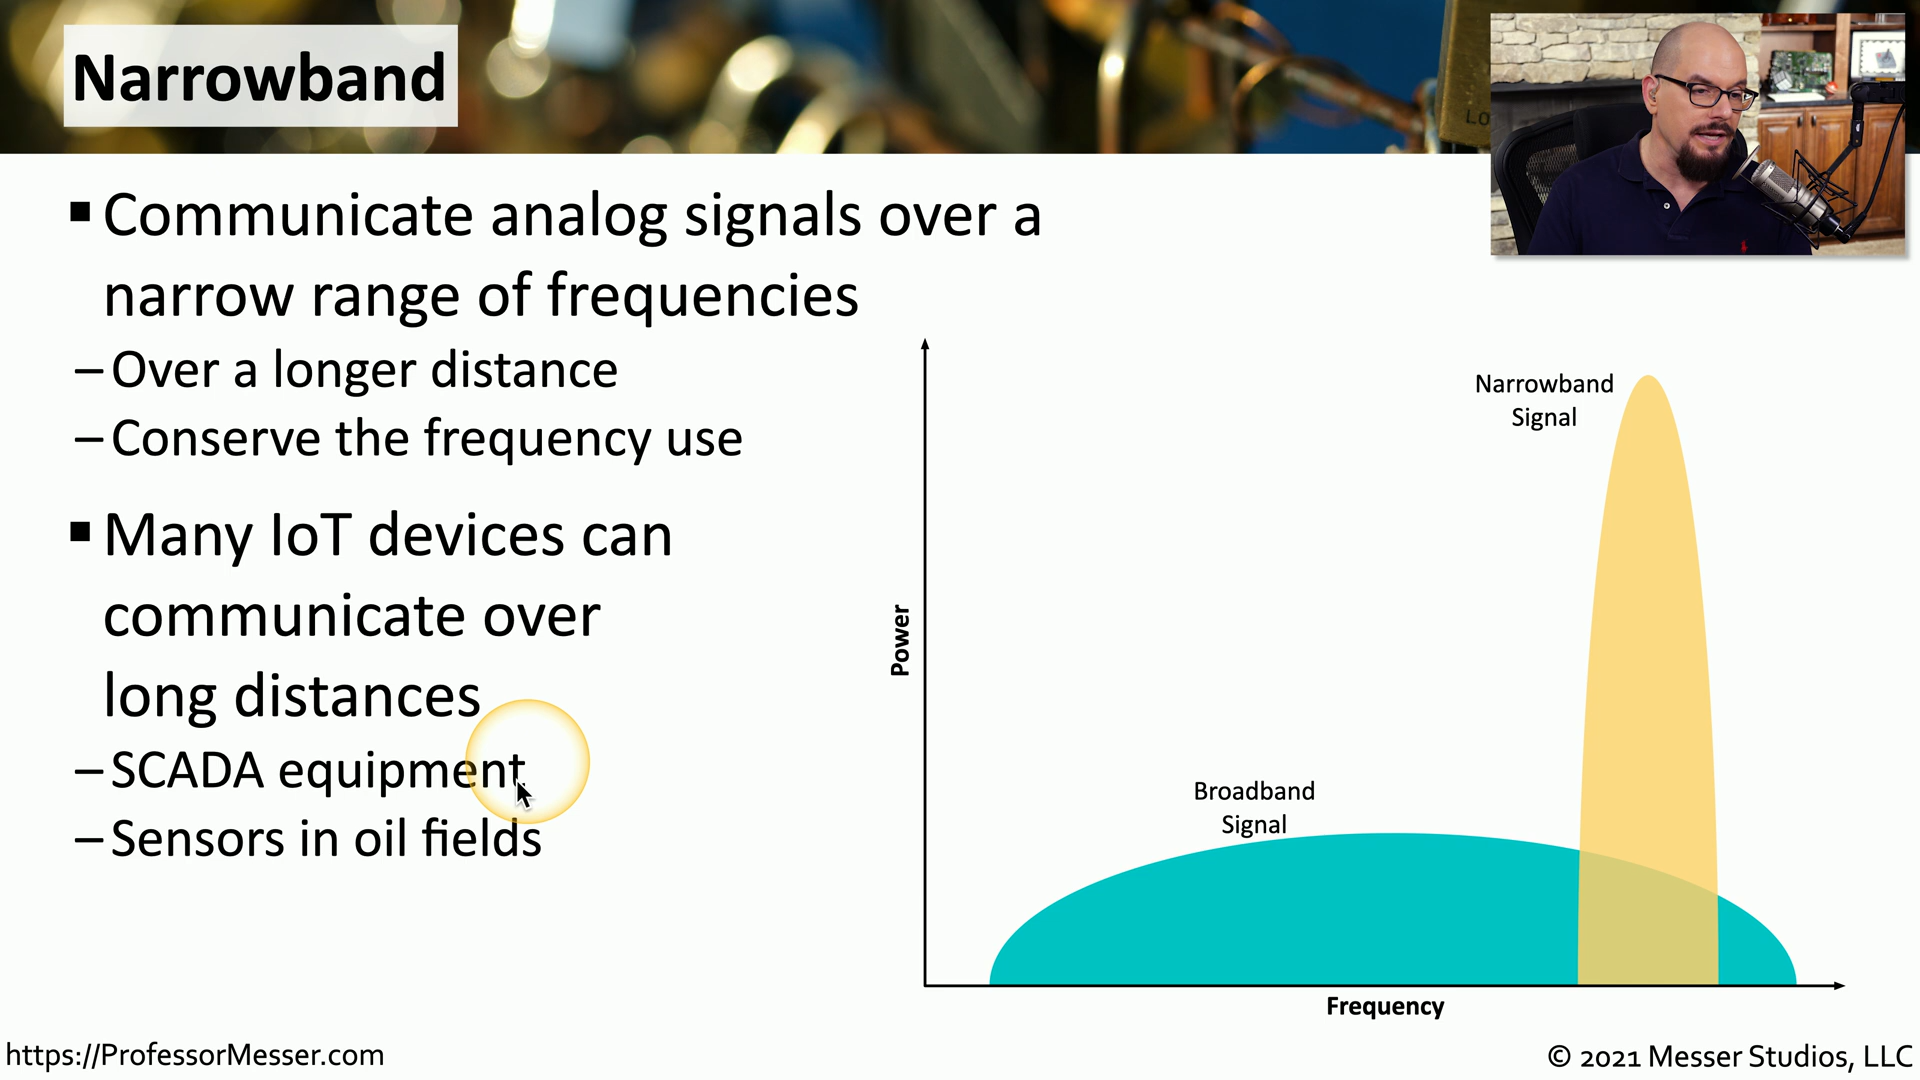 Narrowband
Lo
▪ Communicate analog signals over a
narrow range of frequencies
– Over a longer distance
– Conserve the frequency use
▪ Many IoT devices can
communicate over
long distances
– SCADA equipment
– Sensors in oil fields
Narrowband
Signal
Power
Broadband
Signal
Frequency
https://ProfessorMesser.com
© 2021 Messer Studios, LLC